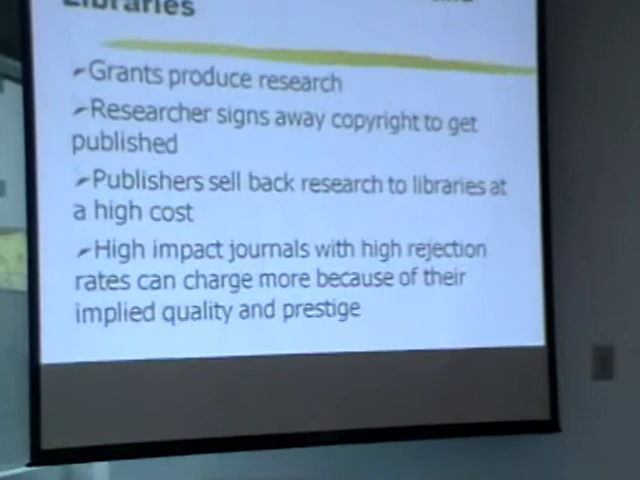 Libraries
Grants produce research
Researcher signs away copyright to get
published
Publishers sell back research to libraries at
a high cost
High impact journals with high rejection
rates can charge more because of their
implied quality and prestige